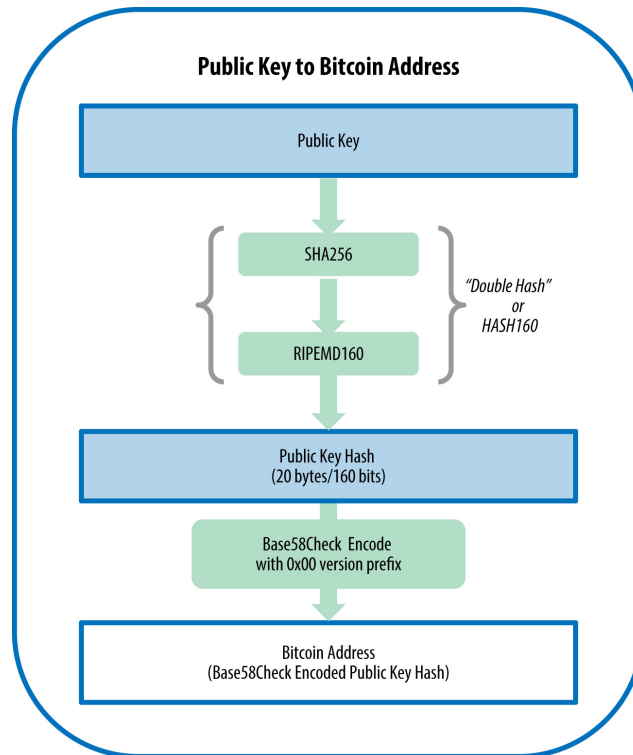 Public Key to Bitcoin Address
Public Key
SHA256
“Double Hash”
or
HASH160
RIPEMD160
Public Key Hash
(20 bytes/160 bits)
Base58Check Encode
with 0x00 version prefix
Bitcoin Address
(Base58Check Encoded Public Key Hash)